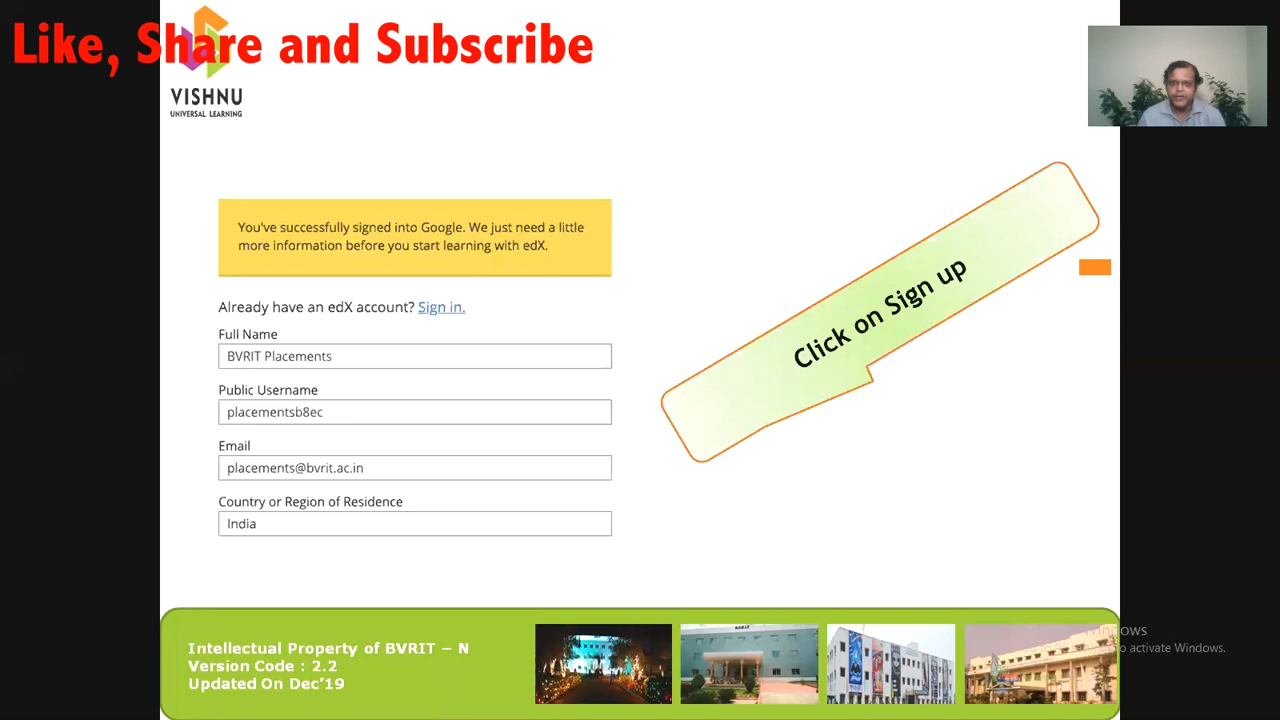 Like, Share and Subscribe
VISHNU
UNIVERSAL LEARNING
You've successfully signed into Google. We just need a little
more information before you start learning with edX.
Already have an edX account? Sign in.
Full Name
BVRIT Placements
Public Username
placementsb8ec
Email
placements@bvrit.ac.in
Country or Region of Residence
India
Click on Sign up
Intellectual Property of BVRIT – N
Version Code : 2.2
Updated On Dec'19
to activate Windows.